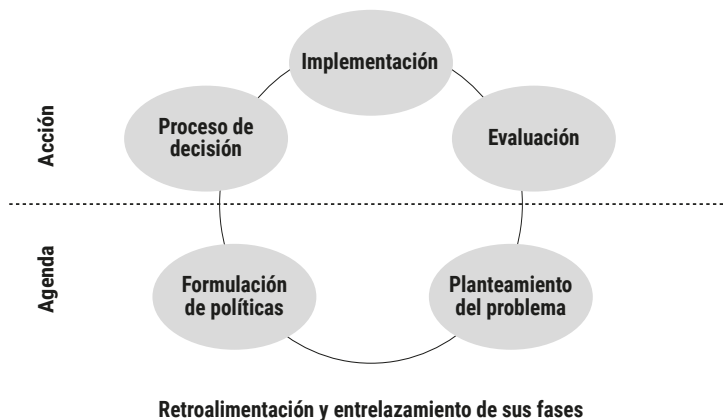 Implementación
Proceso de
decisión
Evaluación
Acción
Formulación
de políticas
Planteamiento
del problema
Agenda
Retroalimentación y entrelazamiento de sus fases